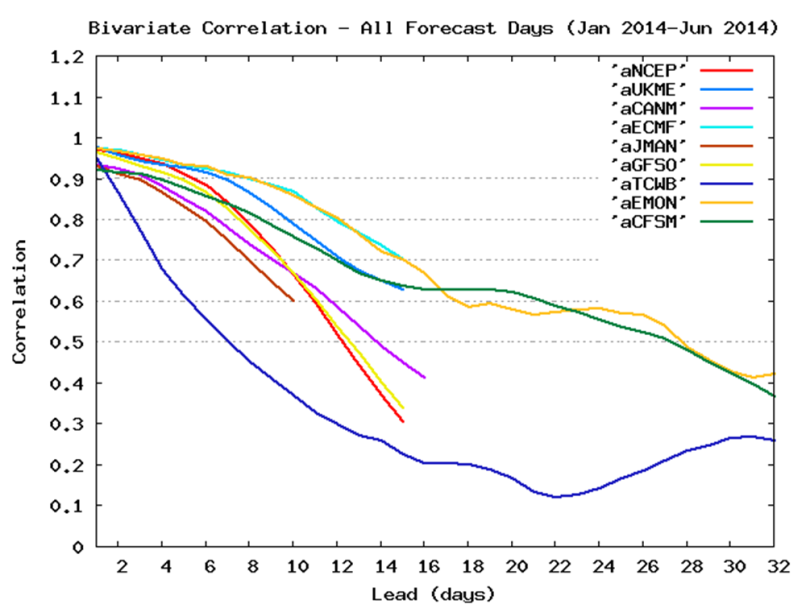 Bivariate Correlation - All Forecast Days (Jan 2014-Jun 2014)
1.2
1.1
1
0.9
0.8
0.7
0.6
0.5
0.4
0.3
0.2
0.1
0
Correlation
'aNCEP'
'aUKME'
'aCANM'
'aECMF'
'aJMAN'
'aGFSO'
'aTCWB'
'aEMON'
'aCFSM'
2 4 6 8 10 12 14 16 18 20 22 24 26 28 30 32
Lead (days)